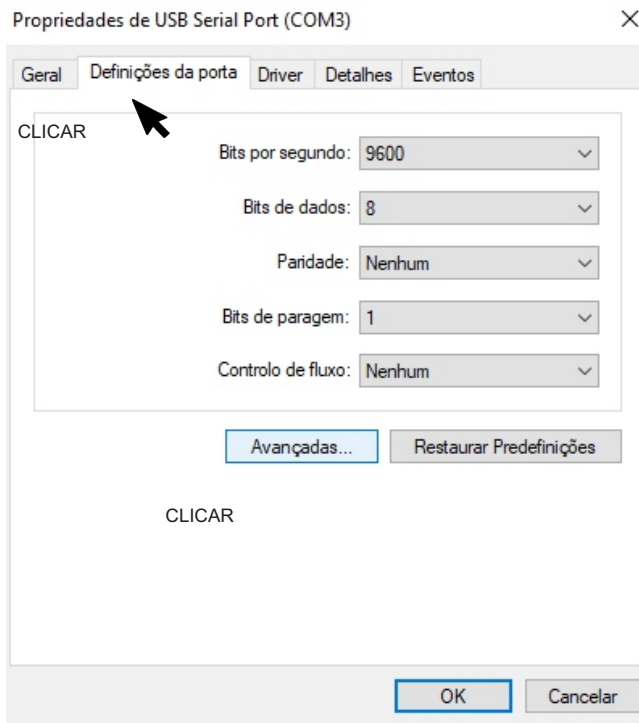 Propriedades de USB Serial Port (COM3)
Geral Definições da porta Driver Detalhes Eventos
CLICAR
Bits por segundo: 9600
Bits de dados: 8
Paridade: Nenhum
Bits de paragem: 1
Controlo de fluxo: Nenhum
Avançadas... Restaurar Predefinições
CLICAR
OK Cancelar